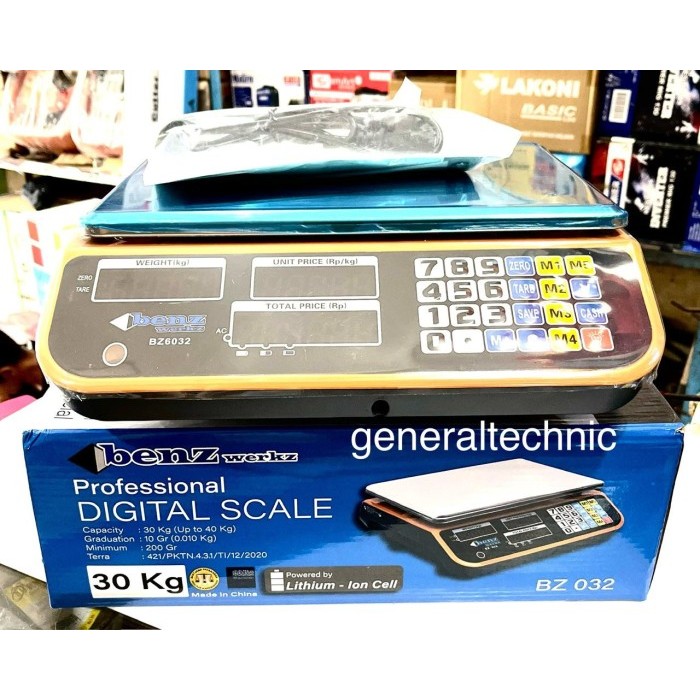 LAKONI
BASIC
WEIGHT(kg)
UNIT PRICE (Rp/kg)
ZERO
TARE
TOTAL PRICE (Rp)
benz
werkz
BZ6032
AC
7 8 9 ZERO M1 M5
4 5 6 TARE M2
1 2 3 SAVE M3 CASH
0 M4
generaltechnic
benz werkz
Professional
DIGITAL SCALE
Capacity : 30 Kg (Up to 40 Kg)
Graduation : 10 Gr (0.010 Kg)
Minimum : 200 Gr
Terra : 421/PKTN.4.3.1/TI/12/2020
30 Kg
Made in China
Powered by
Lithium - Ion Cell
benz
BZ 032